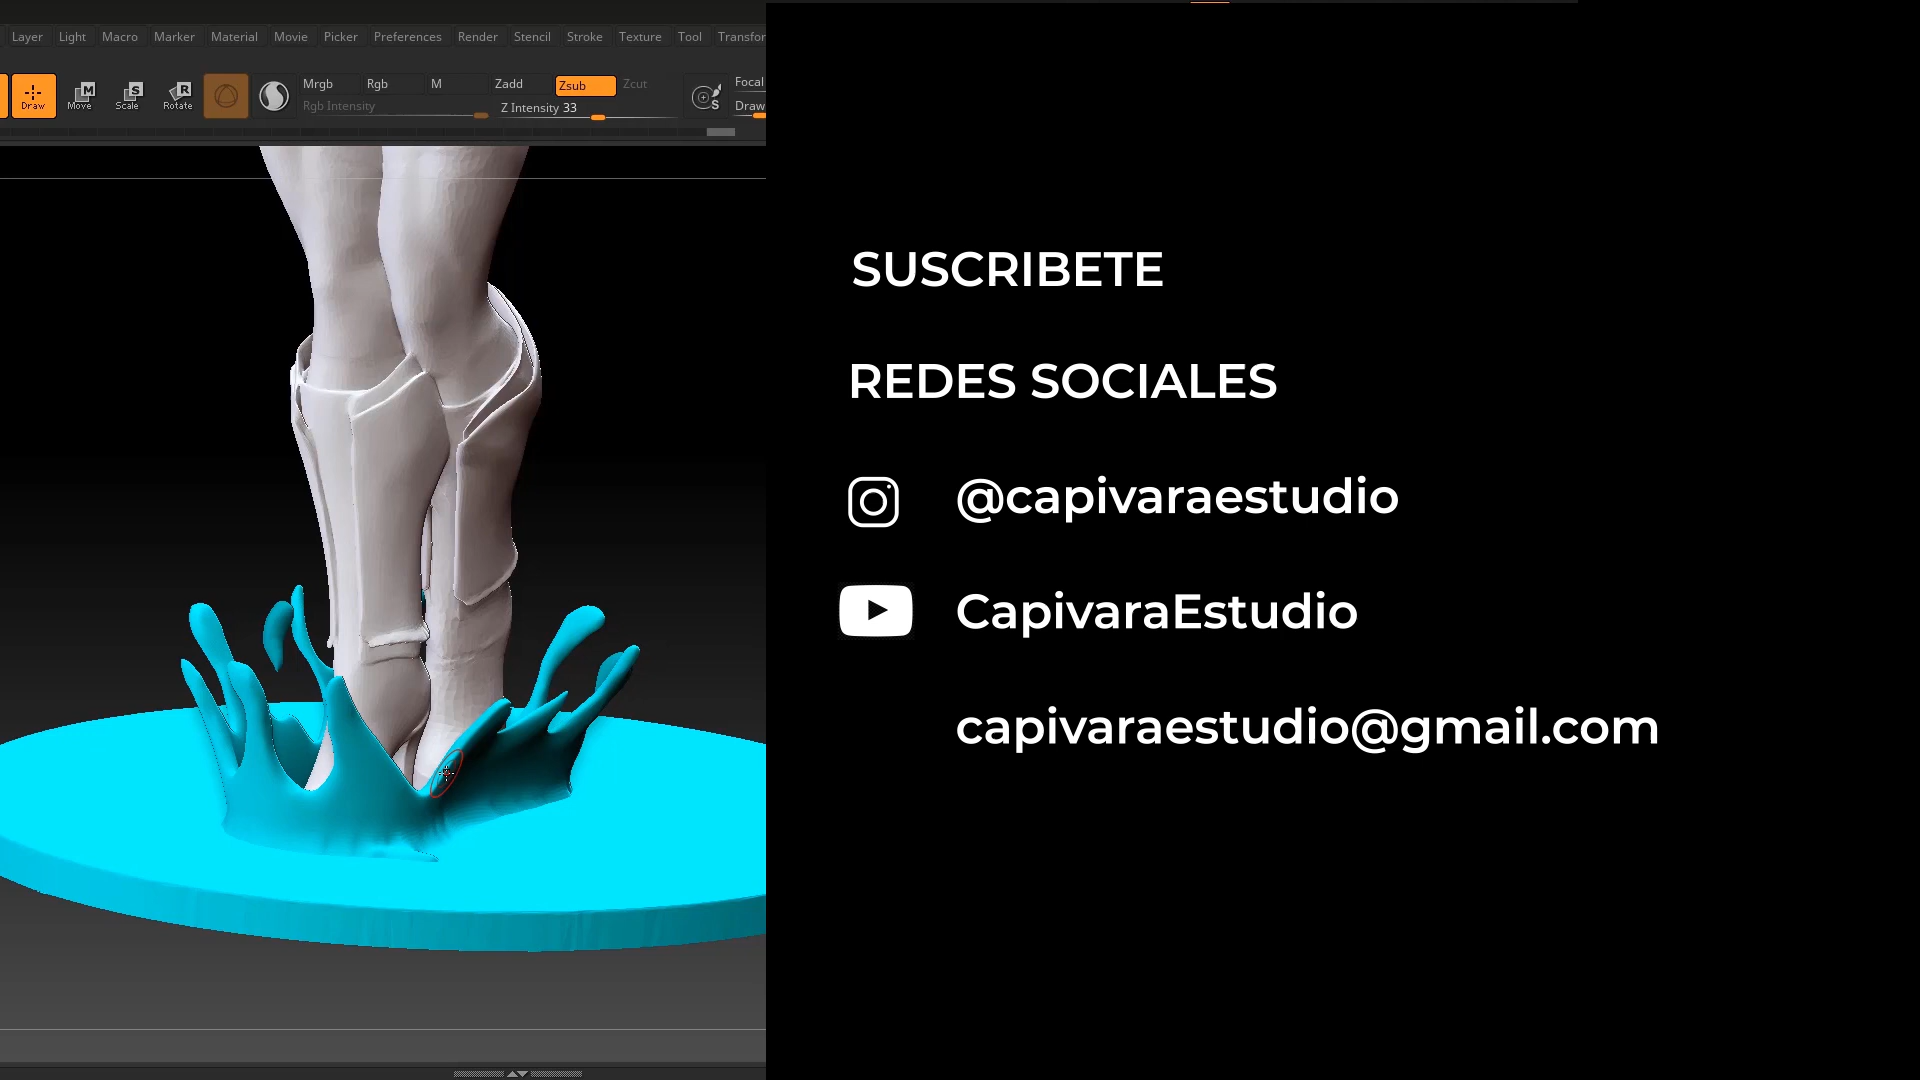 Layer Light Macro Marker Material Movie Picker Preferences Render Stencil Stroke Texture Tool Transfor
Draw Move Scale Rotate Mrgb Rgb M Zadd Zsub Zcut Focal
Rgb Intensity Z Intensity 33 Draw
SUSCRIBETE
REDES SOCIALES
@capivaraestudio
CapivaraEstudio
capivaraestudio@gmail.com